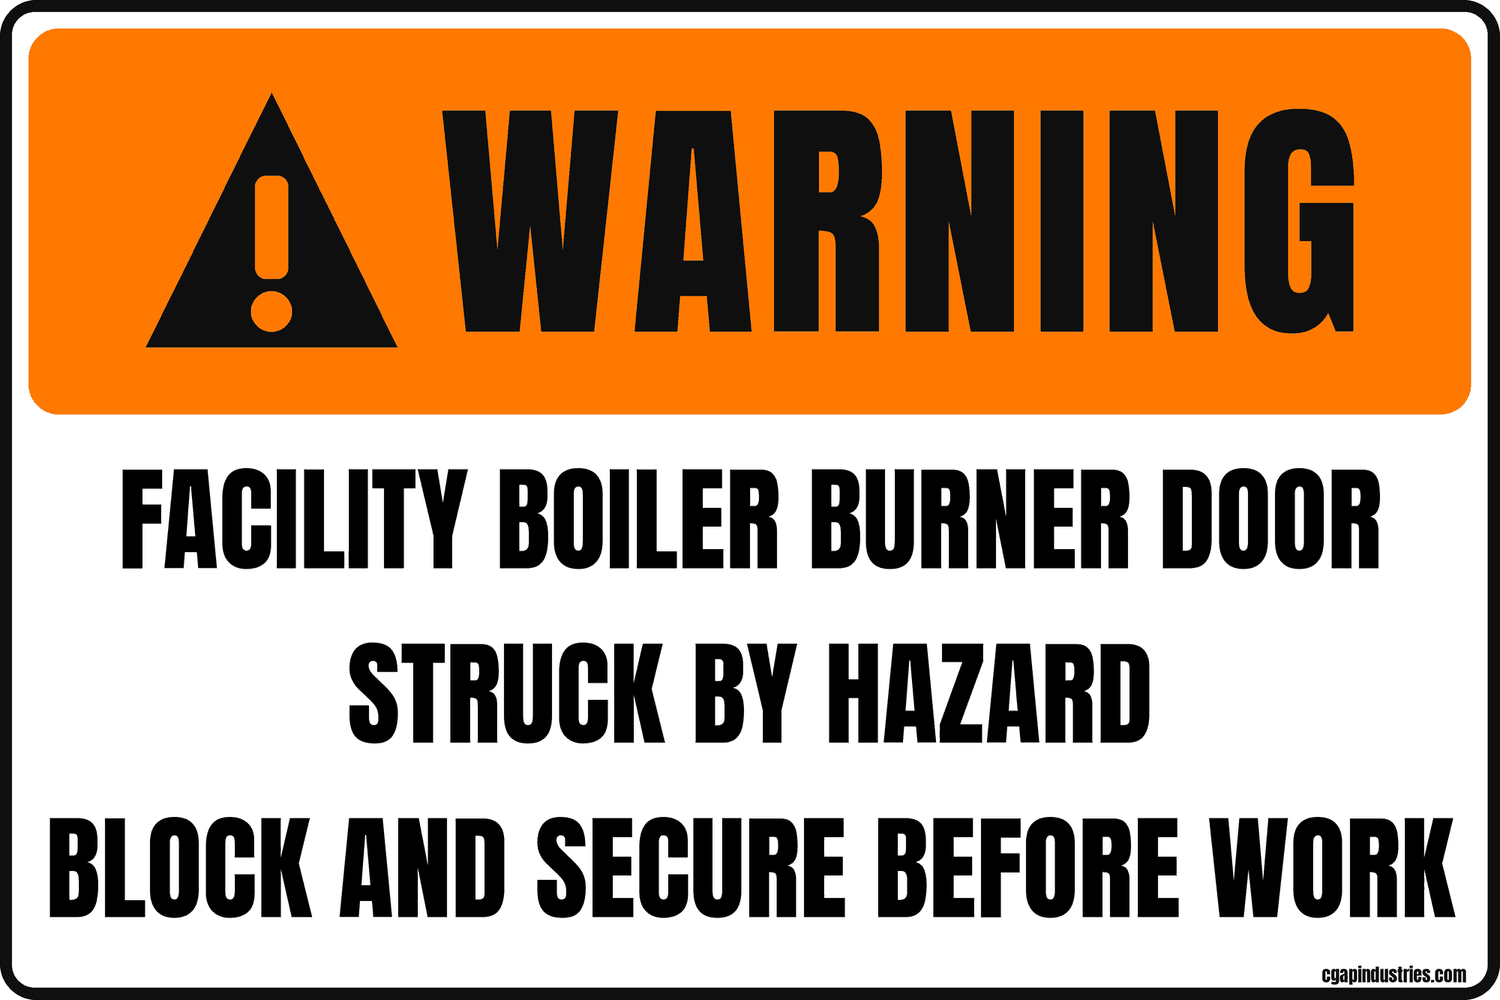 WARNING
FACILITY BOILER BURNER DOOR
STRUCK BY HAZARD
BLOCK AND SECURE BEFORE WORK
cgapindustries.com